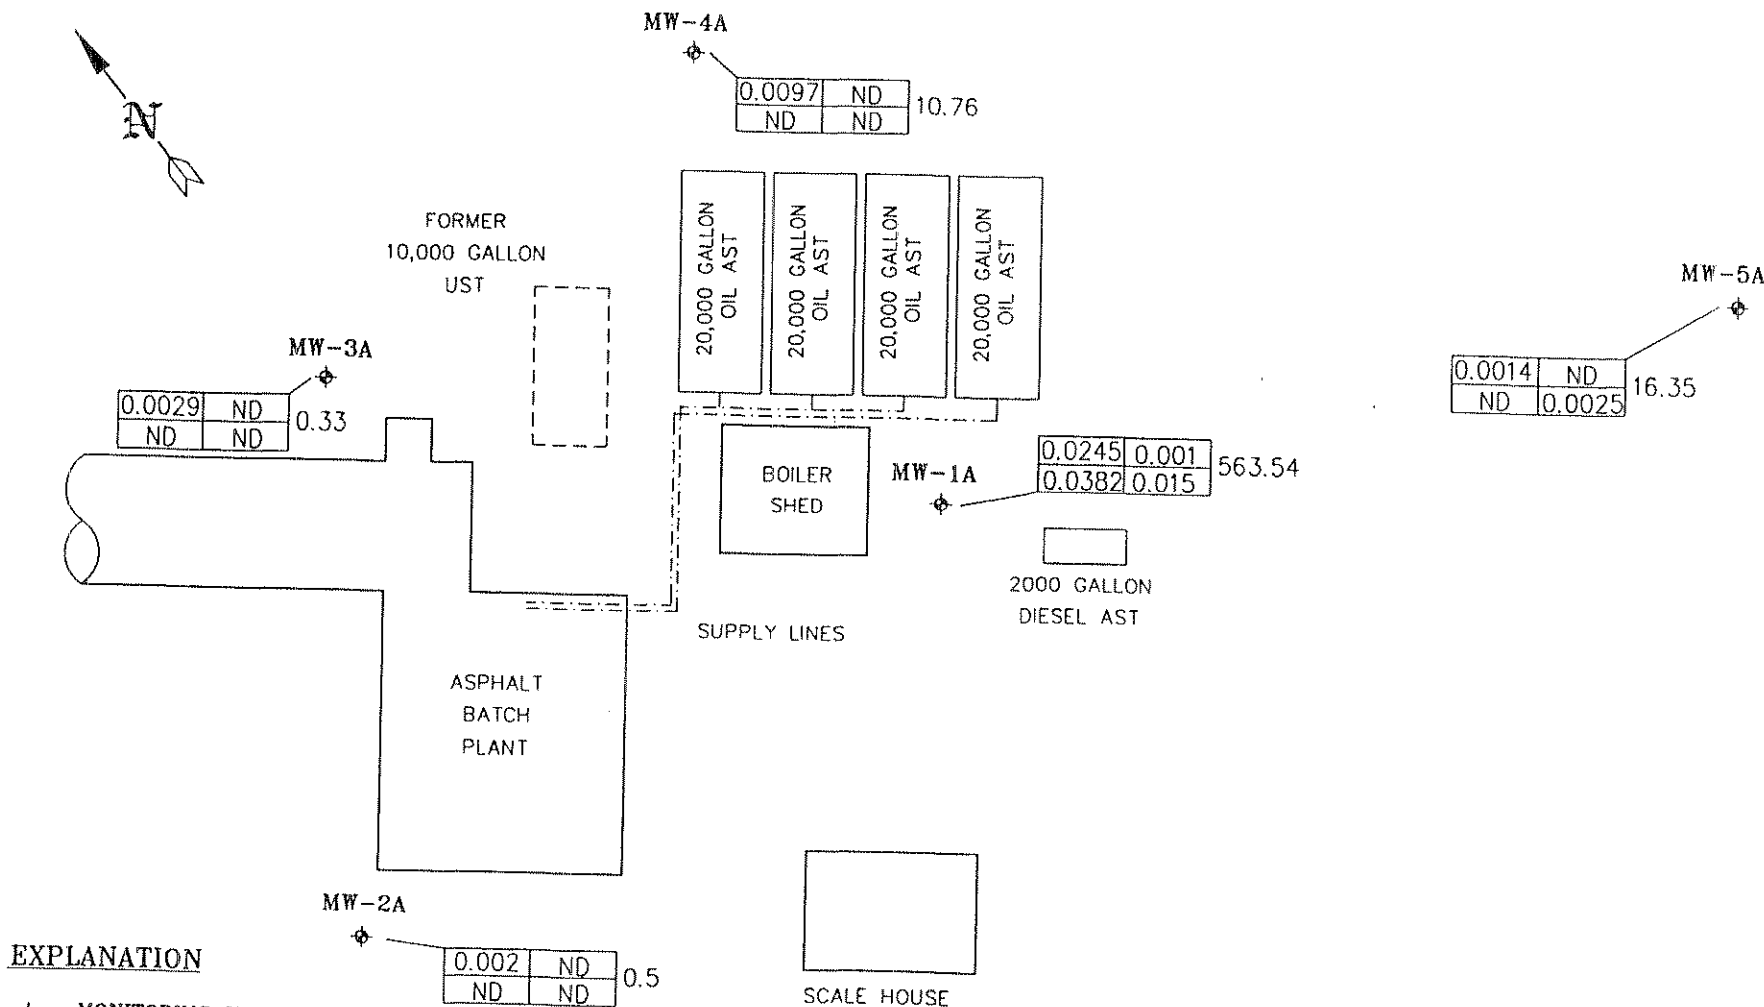 MW-4A
0.0097 ND
ND ND
10.76
N
FORMER
10,000 GALLON
UST
20,000 GALLON
OIL AST
20,000 GALLON
OIL AST
20,000 GALLON
OIL AST
20,000 GALLON
OIL AST
MW-5A
0.0014 ND
ND 0.0025
16.35
MW-3A
0.0029 ND
ND ND
0.33
BOILER
SHED
MW-1A
0.0245 0.001
0.0382 0.015
563.54
2000 GALLON
DIESEL AST
SUPPLY LINES
ASPHALT
BATCH
PLANT
MW-2A
0.002 ND
ND ND
0.5
SCALE HOUSE
EXPLANATION